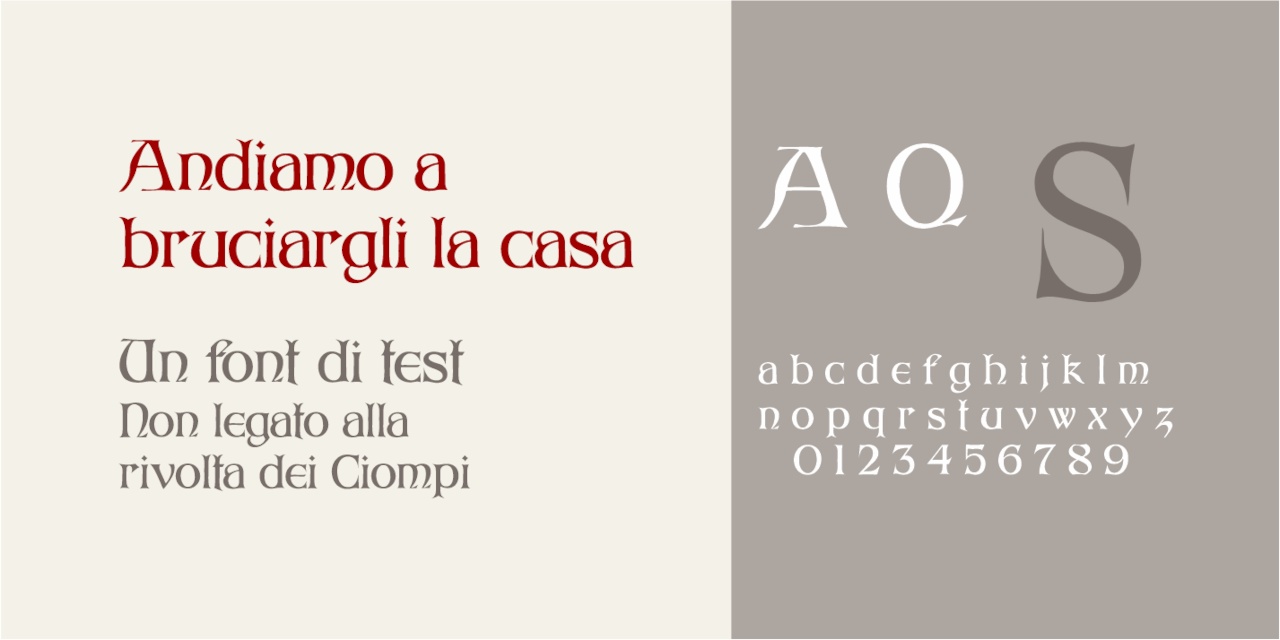 Andiamo a
bruciargli la casa
Un font di test
Non legato alla
rivolta dei Ciompi
A Q S
a b c d e f g h i j k l m
n o p q r s t u v w x y z
0 1 2 3 4 5 6 7 8 9